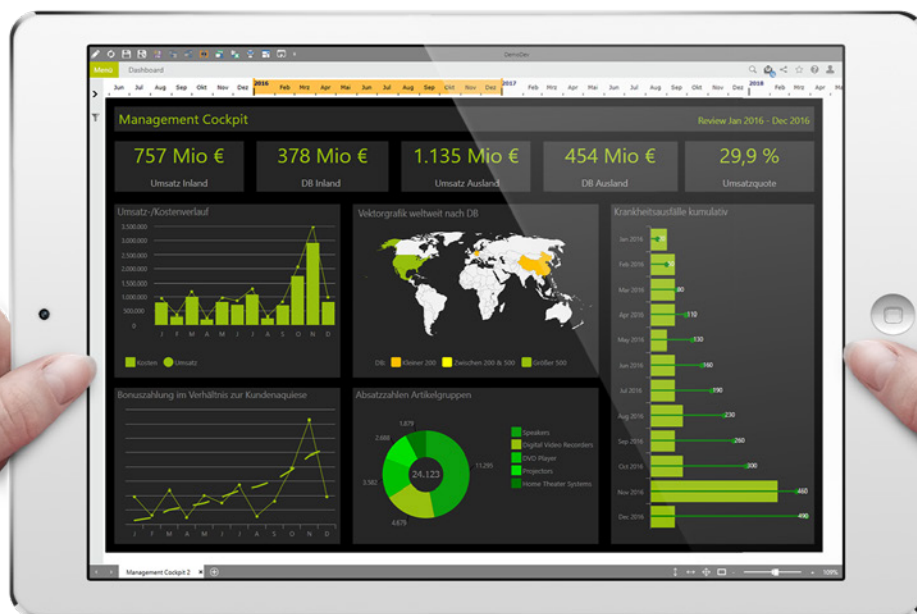 DemoDev
Menü Dashboard
Jun Jul Aug Sep Okt Nov Dez 2016 Feb Mrz Apr Mai Jun Jul Aug Sep Okt Nov Dez 2017 Feb Mrz Apr Mai Jun Jul Aug Sep Okt Nov Dez 2018 Feb Mrz Apr
Management Cockpit Review Jan 2016 - Dec 2016
757 Mio € 378 Mio € 1.135 Mio € 454 Mio € 29,9 %
Umsatz Inland DB Inland Umsatz Ausland DB Ausland Umsatzquote
Umsatz-/Kostenverlauf
3.500.000
3.000.000
2.500.000
2.000.000
1.500.000
1.000.000
500.000
0
J F M A M J J A S O N D
Kosten Umsatz
Vektorgrafik weltweit nach DB
DB: Kleiner 200 Zwischen 200 & 500 Größer 500
Krankheitsausfälle kumulativ
Jan 2016
Feb 2016
Mar 2016 80
Apr 2016 110
May 2016 130
Jun 2016 160
Jul 2016 190
Aug 2016 230
Sep 2016 260
Oct 2016 300
Nov 2016 460
Dec 2016 490
Bonuszahlung im Verhältnis zur Kundenaquiese
J F M A M J J A S O N D
Absatzzahlen Artikelgruppen
1.879
2.668
3.582
4.679
11.295
24.123
Speakers
Digital Video Recorders
DVD Player
Projectors
Home Theater Systems
Management Cockpit 2
109%